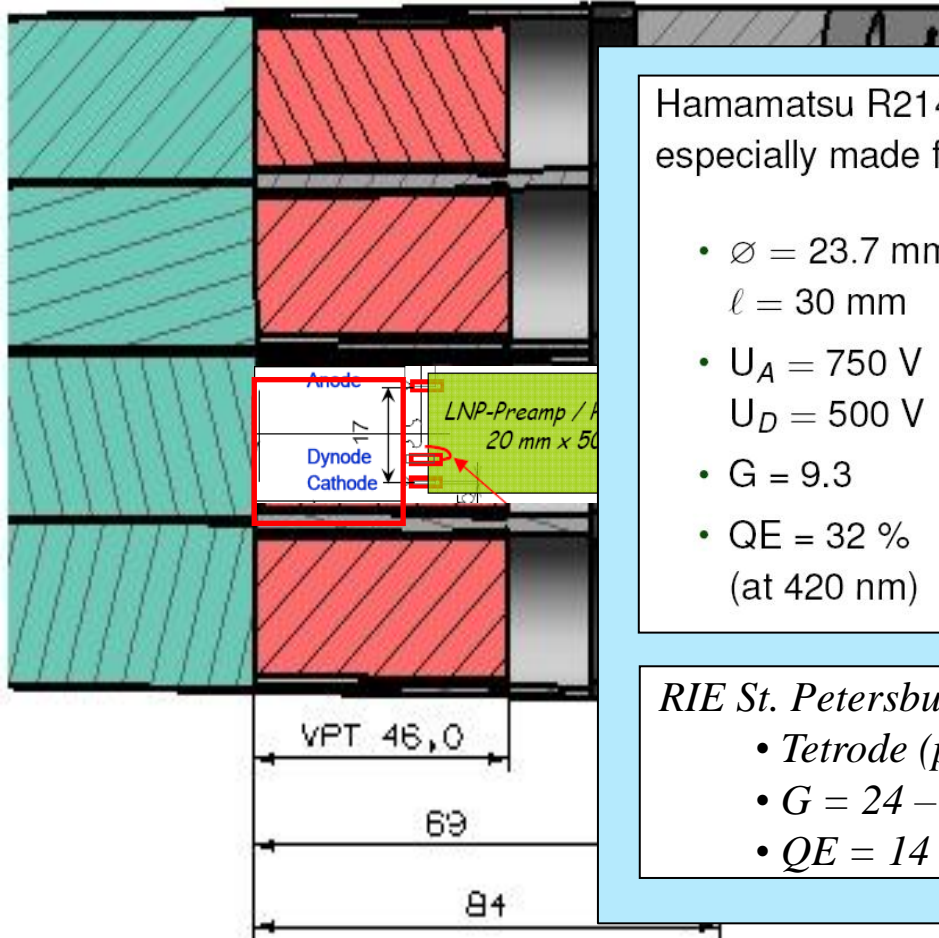 Hamamatsu R214
especially made f
• ∅ = 23.7 mm
ℓ = 30 mm
• U_A = 750 V
U_D = 500 V
• G = 9.3
• QE = 32 %
(at 420 nm)
RIE St. Petersbu
• Tetrode (p
• G = 24 –
• QE = 14
Anode
17
Dynode
Cathode
LNP-Preamp /
20 mm x 50
VPT 46,0
69
84